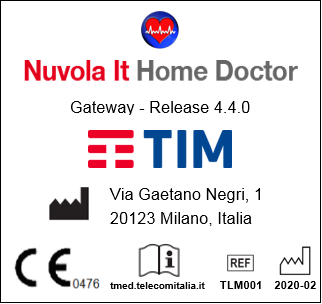 Nuvola It Home Doctor
Gateway - Release 4.4.0
TIM
Via Gaetano Negri, 1
20123 Milano, Italia
CE 0476
i
tmed.telecomitalia.it
REF
TLM001
2020-02